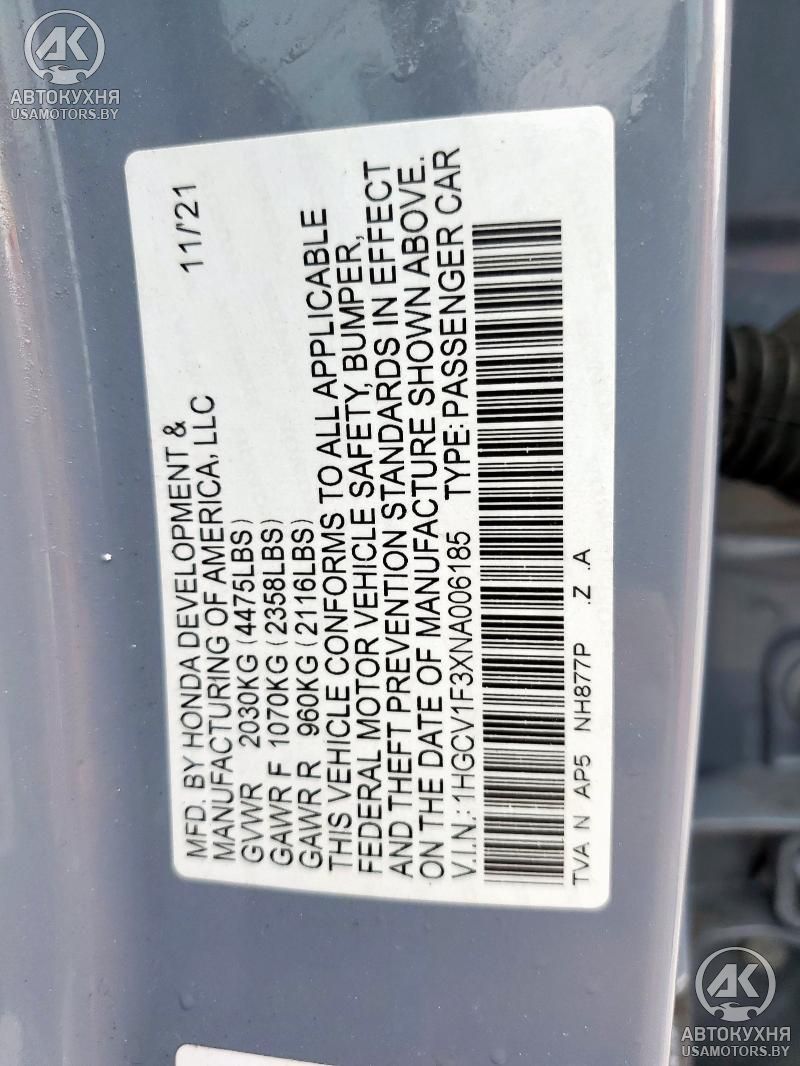 AK
АВТОКУХНЯ
USAMOTORS.BY
MFD. BY HONDA DEVELOPMENT & 11/'21
MANUFACTURING OF AMERICA, LLC
GVWR 2030KG (4475LBS)
GAWR F 1070KG (2358LBS)
GAWR R 960KG (2116LBS)
THIS VEHICLE CONFORMS TO ALL APPLICABLE
FEDERAL MOTOR VEHICLE SAFETY, BUMPER,
AND THEFT PREVENTION STANDARDS IN EFFECT
ON THE DATE OF MANUFACTURE SHOWN ABOVE.
V.I.N.: 1HGCV1F3XNA006185 TYPE: PASSENGER CAR
TVA N AP5 NH877P .Z .A
AK
АВТОКУХНЯ
USAMOTORS.BY